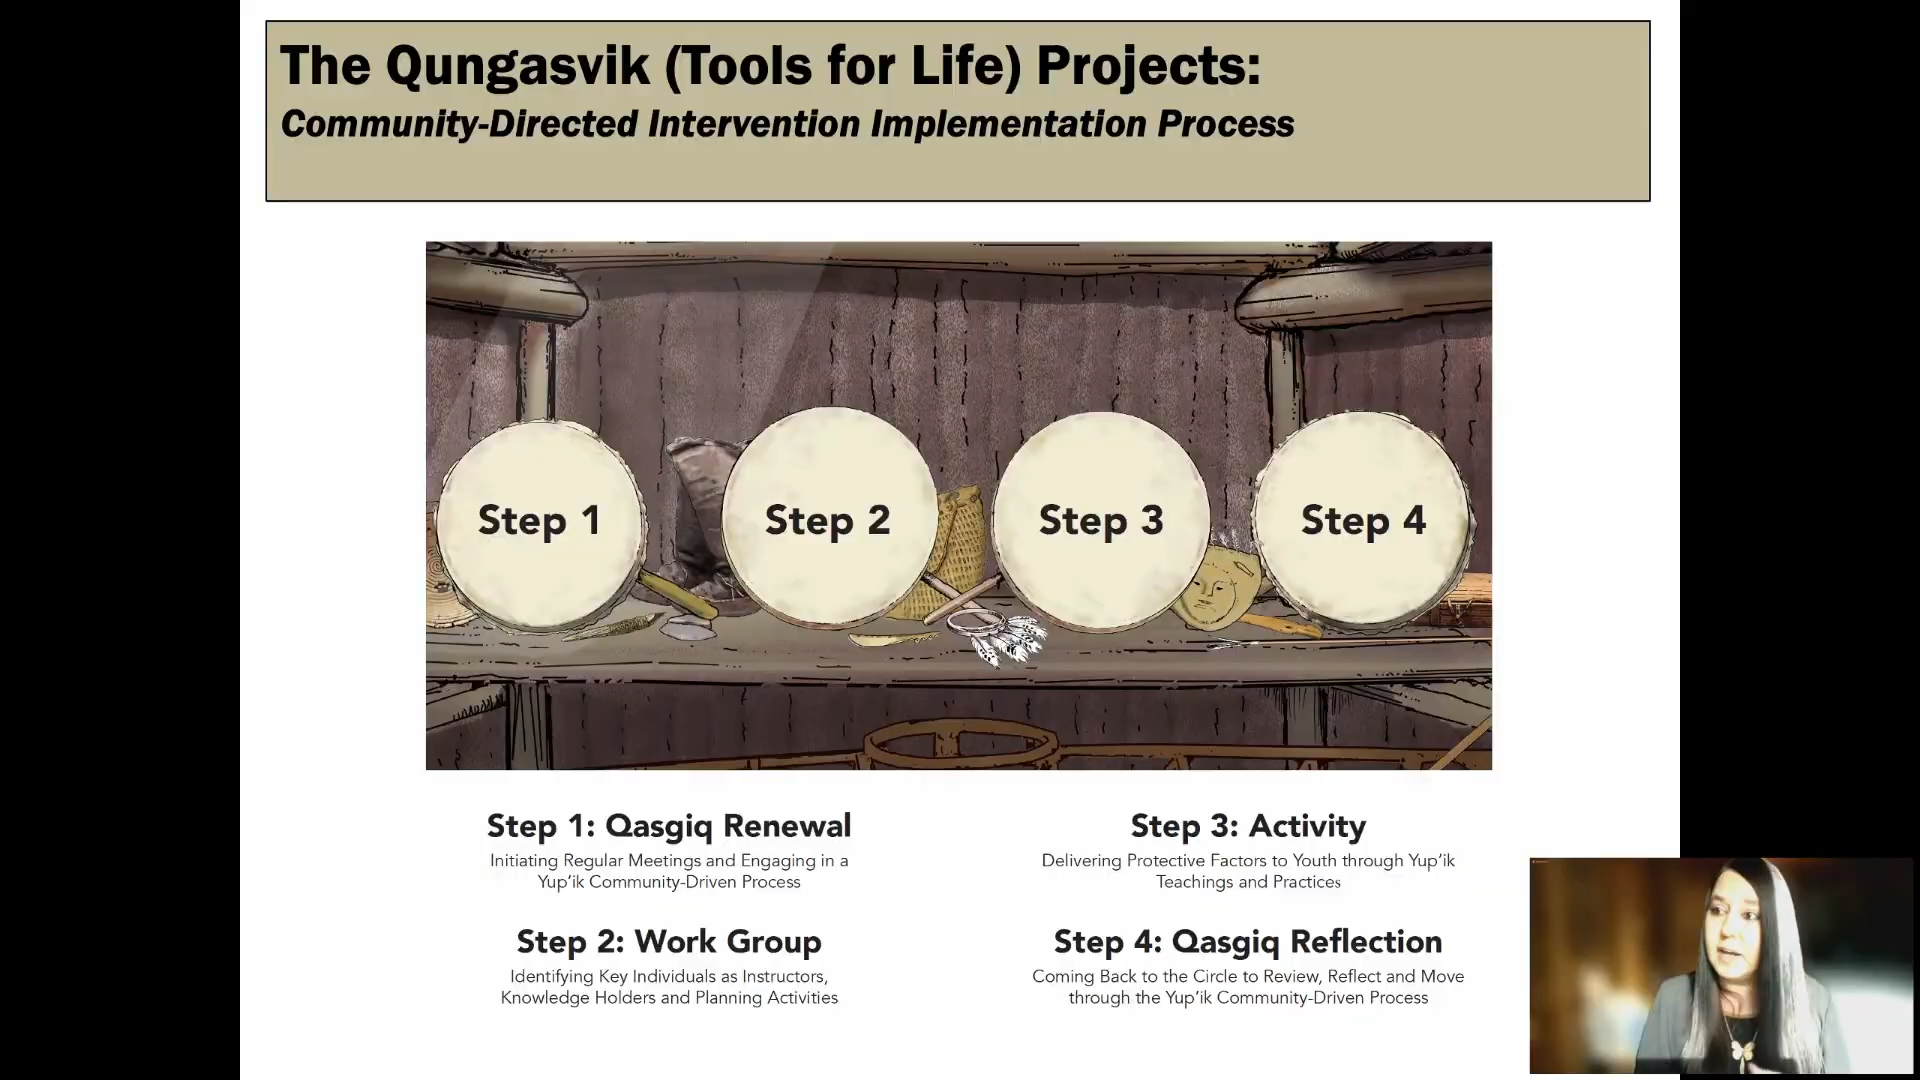 The Qungasvik (Tools for Life) Projects:
Community-Directed Intervention Implementation Process
Step 1
Step 2
Step 3
Step 4
Step 1: Qasgiq Renewal
Initiating Regular Meetings and Engaging in a
Yup’ik Community-Driven Process
Step 2: Work Group
Identifying Key Individuals as Instructors,
Knowledge Holders and Planning Activities
Step 3: Activity
Delivering Protective Factors to Youth through Yup’ik
Teachings and Practices
Step 4: Qasgiq Reflection
Coming Back to the Circle to Review, Reflect and Move
through the Yup’ik Community-Driven Process